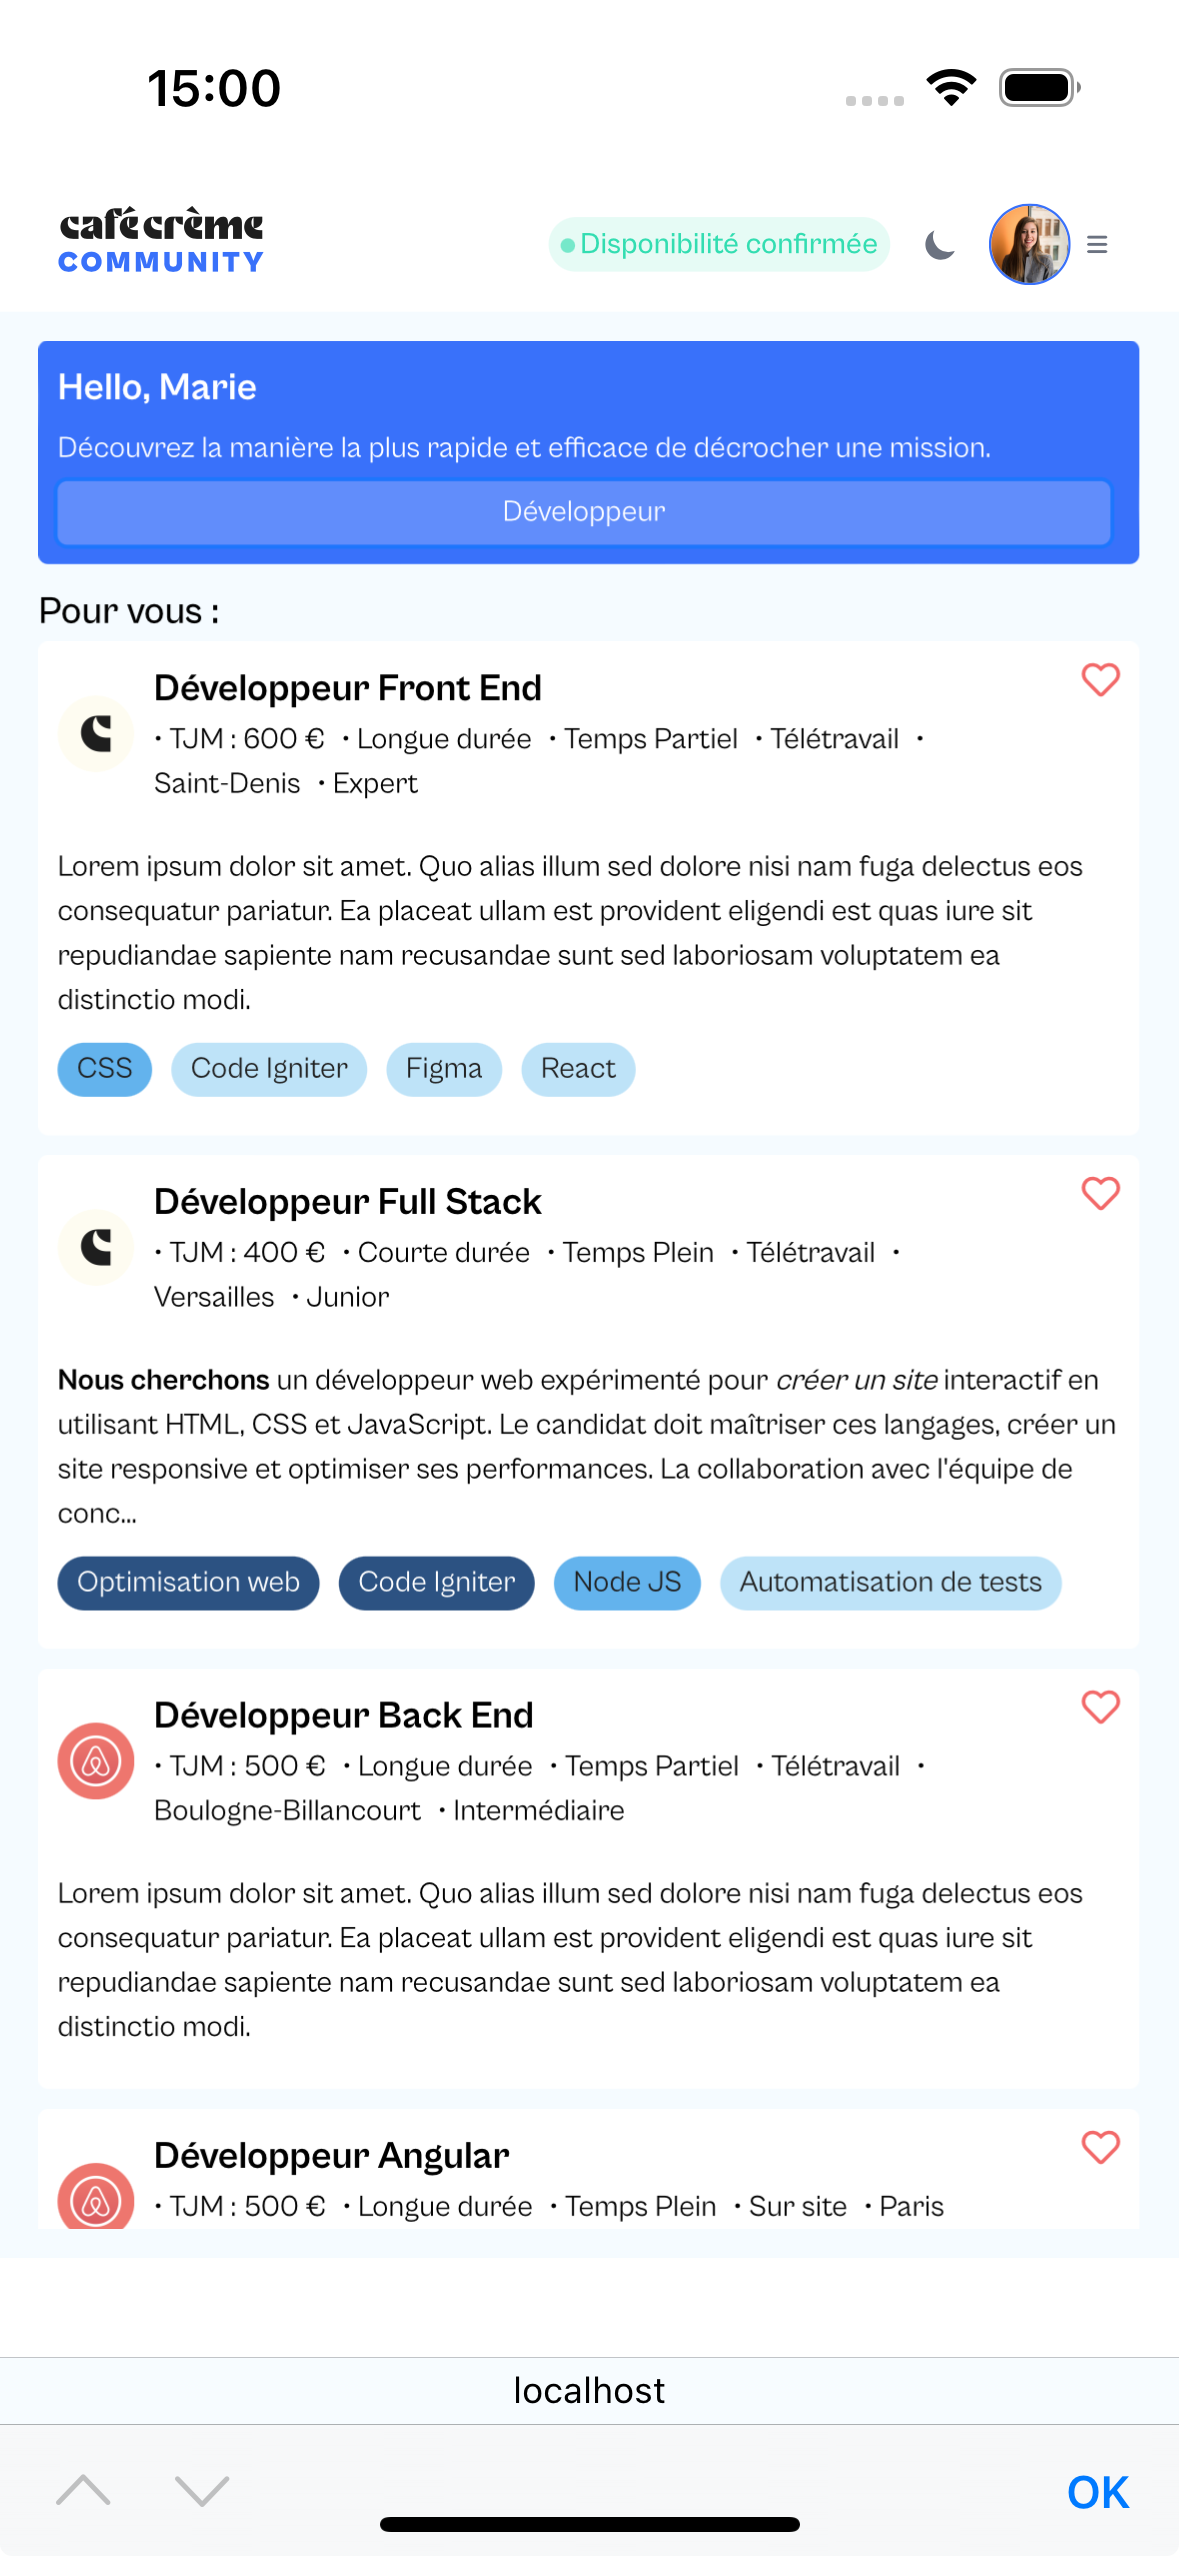 15:00
café crème
COMMUNITY
Disponibilité confirmée
Hello, Marie
Découvrez la manière la plus rapide et efficace de décrocher une mission.
Développeur
Pour vous :
Développeur Front End
• TJM : 600 € • Longue durée • Temps Partiel • Télétravail •
Saint-Denis • Expert
Lorem ipsum dolor sit amet. Quo alias illum sed dolore nisi nam fuga delectus eos
consequatur pariatur. Ea placeat ullam est provident eligendi est quas iure sit
repudiandae sapiente nam recusandae sunt sed laboriosam voluptatem ea
distinctio modi.
CSS Code Igniter Figma React
Développeur Full Stack
• TJM : 400 € • Courte durée • Temps Plein • Télétravail •
Versailles • Junior
Nous cherchons un développeur web expérimenté pour créer un site interactif en
utilisant HTML, CSS et JavaScript. Le candidat doit maîtriser ces langages, créer un
site responsive et optimiser ses performances. La collaboration avec l'équipe de
conc...
Optimisation web Code Igniter Node JS Automatisation de tests
Développeur Back End
• TJM : 500 € • Longue durée • Temps Partiel • Télétravail •
Boulogne-Billancourt • Intermédiaire
Lorem ipsum dolor sit amet. Quo alias illum sed dolore nisi nam fuga delectus eos
consequatur pariatur. Ea placeat ullam est provident eligendi est quas iure sit
repudiandae sapiente nam recusandae sunt sed laboriosam voluptatem ea
distinctio modi.
Développeur Angular
• TJM : 500 € • Longue durée • Temps Plein • Sur site • Paris
localhost
OK